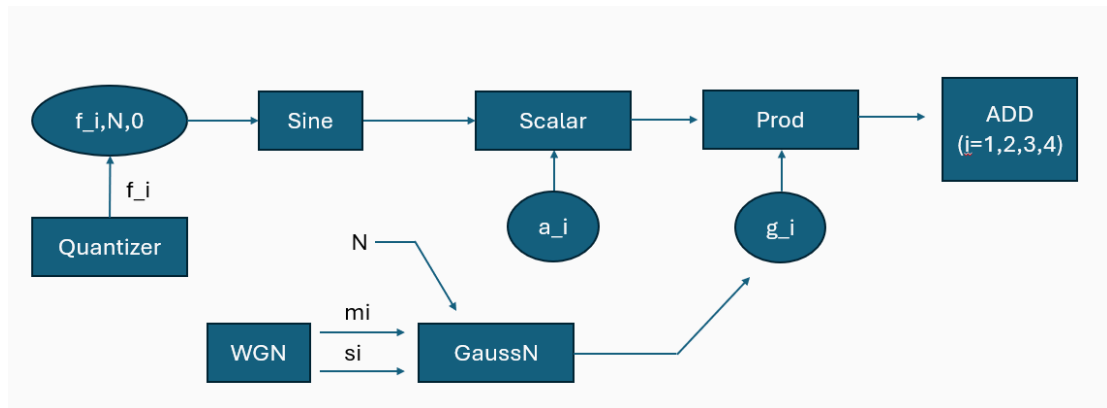 f_i,N,0
Sine
Scalar
Prod
ADD
(i=1,2,3,4)
f_i
Quantizer
a_i
g_i
N
mi
WGN
si
GaussN